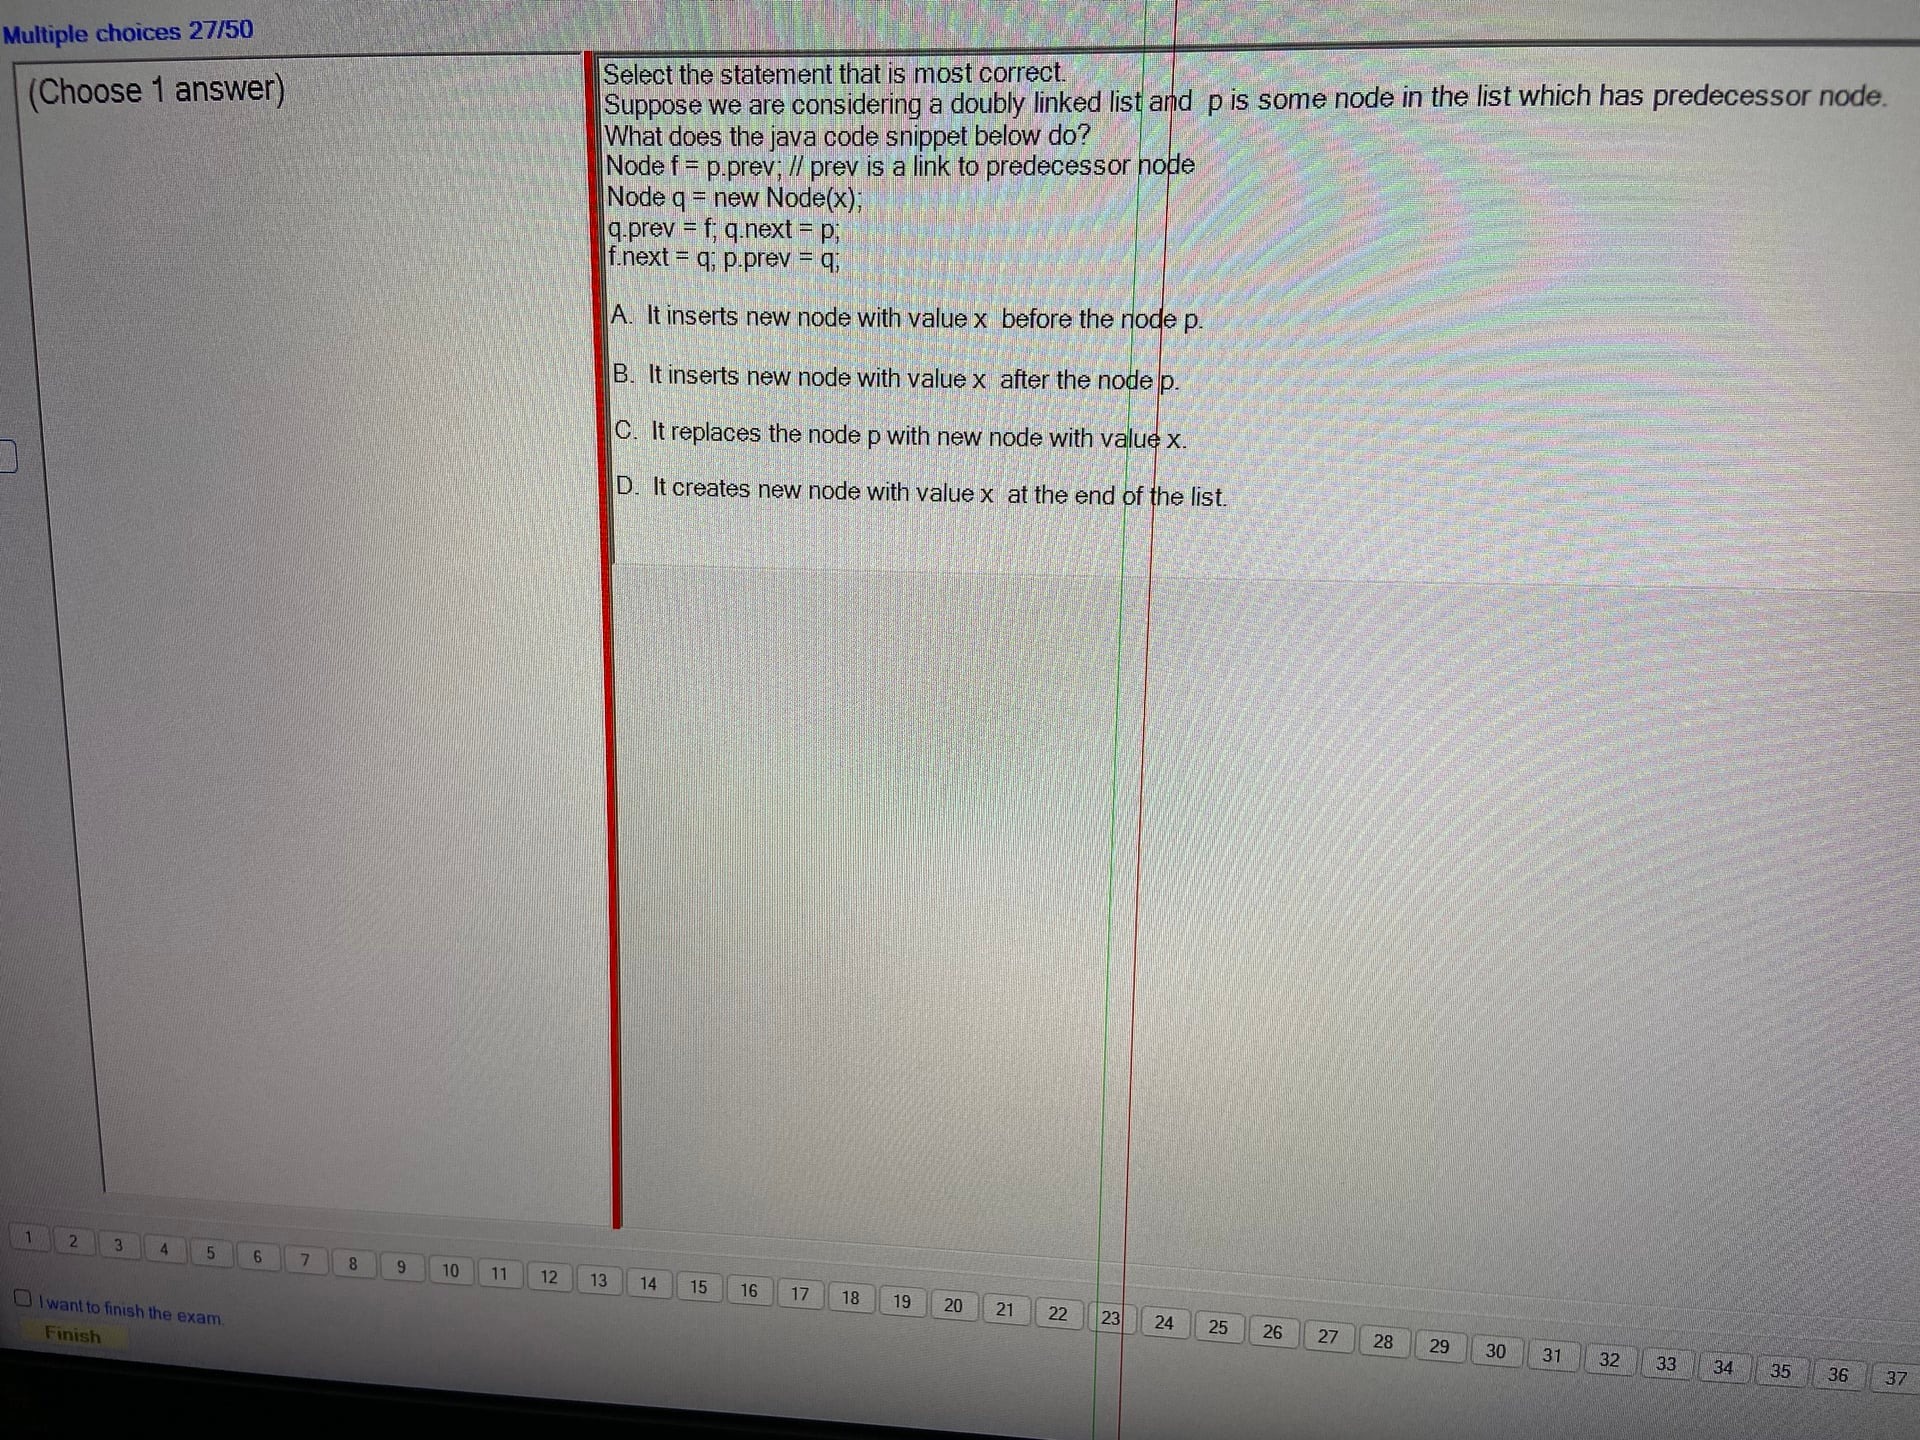 Multiple choices 27/50
(Choose 1 answer)
Select the statement that is most correct.
Suppose we are considering a doubly linked list and p is some node in the list which has predecessor node.
What does the java code snippet below do?
Node f = p.prev; // prev is a link to predecessor node
Node q = new Node(x);
q.prev = f; q.next = p;
f.next = q; p.prev = q;
A. It inserts new node with value x before the node p.
B. It inserts new node with value x after the node p.
C. It replaces the node p with new node with value x.
D. It creates new node with value x at the end of the list.
1 2 3 4 5 6 7 8 9 10 11 12 13 14 15 16 17 18 19 20 21 22 23 24 25 26 27 28 29 30 31 32 33 34 35 36 37
I want to finish the exam.
Finish